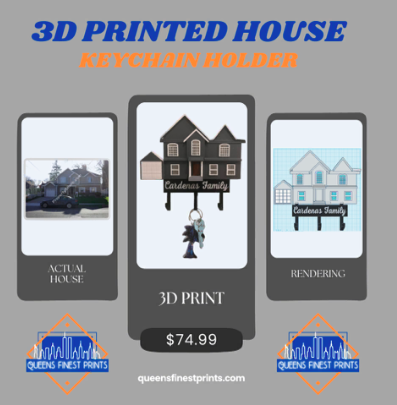 3D PRINTED HOUSE
KEYCHAIN HOLDER
Cardenas Family
Cardenas Family
ACTUAL
HOUSE
3D PRINT
RENDERING
$74.99
QUEENS FINEST PRINTS
QUEENS FINEST PRINTS
queensfinestprints.com